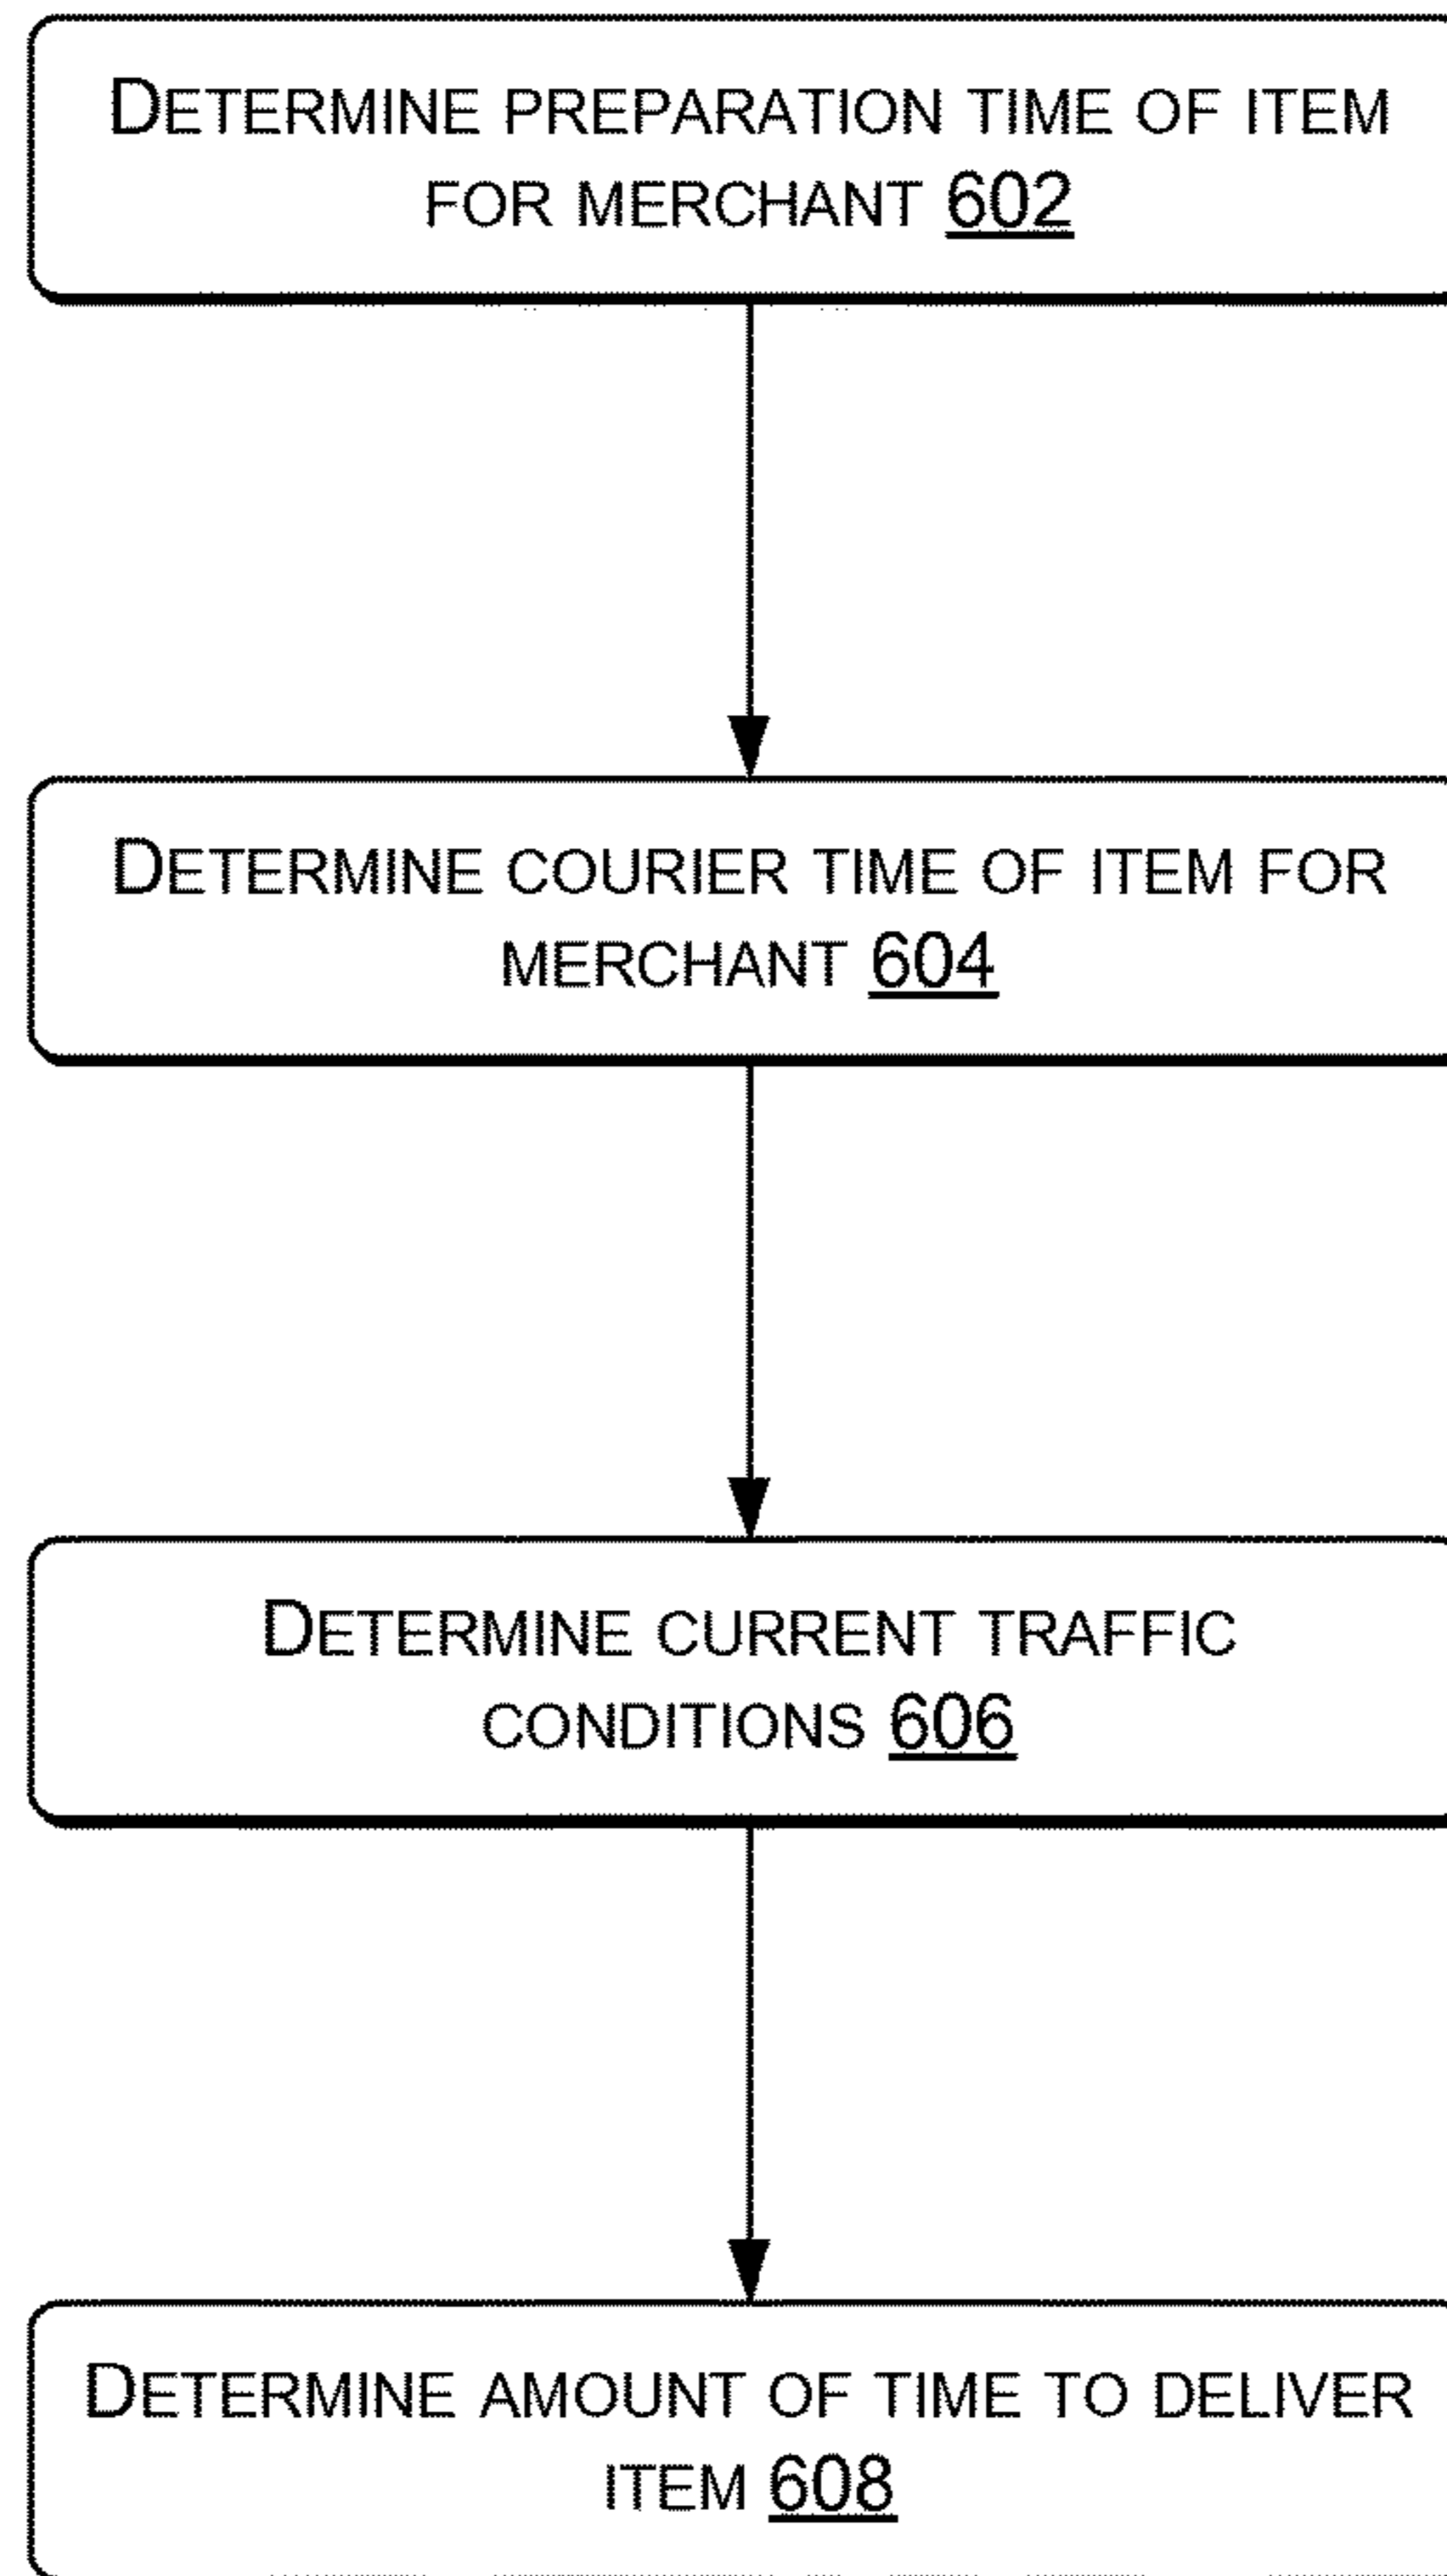 DETERMINE PREPARATION TIME OF ITEM
FOR MERCHANT 602
DETERMINE COURIER TIME OF ITEM FOR
MERCHANT 604
DETERMINE CURRENT TRAFFIC
CONDITIONS 606
DETERMINE AMOUNT OF TIME TO DELIVER
ITEM 608